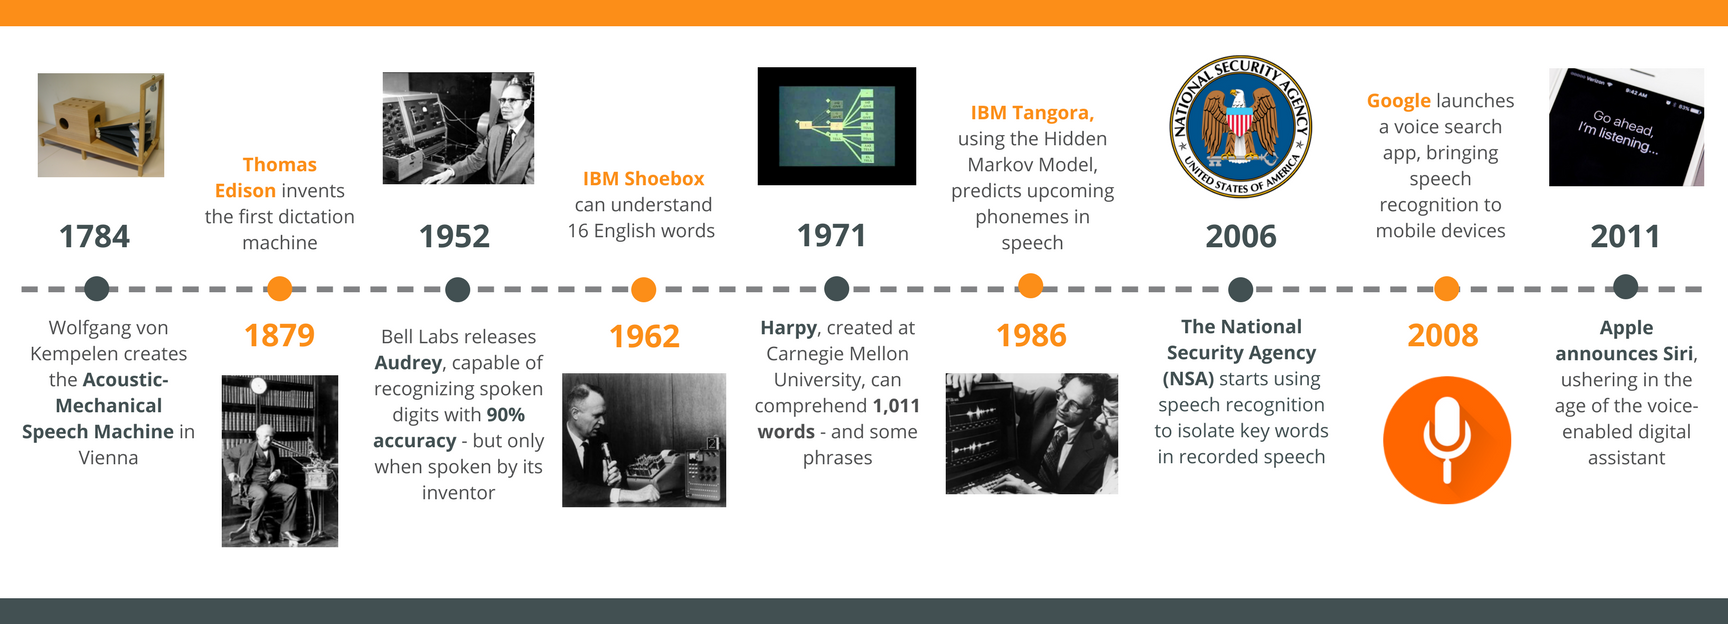 1784
Wolfgang von
Kempelen creates
the Acoustic-
Mechanical
Speech Machine in
Vienna
Thomas
Edison invents
the first dictation
machine
1879
1952
Bell Labs releases
Audrey, capable of
recognizing spoken
digits with 90%
accuracy - but only
when spoken by its
inventor
IBM Shoebox
can understand
16 English words
1962
1971
Harpy, created at
Carnegie Mellon
University, can
comprehend 1,011
words - and some
phrases
IBM Tangora,
using the Hidden
Markov Model,
predicts upcoming
phonemes in
speech
1986
NATIONAL SECURITY AGENCY
UNITED STATES OF AMERICA
2006
The National
Security Agency
(NSA) starts using
speech recognition
to isolate key words
in recorded speech
Google launches
a voice search
app, bringing
speech
recognition to
mobile devices
2008
Verizon 9:42 AM 83%
Go ahead,
I'm listening...
2011
Apple
announces Siri,
ushering in the
age of the voice-
enabled digital
assistant